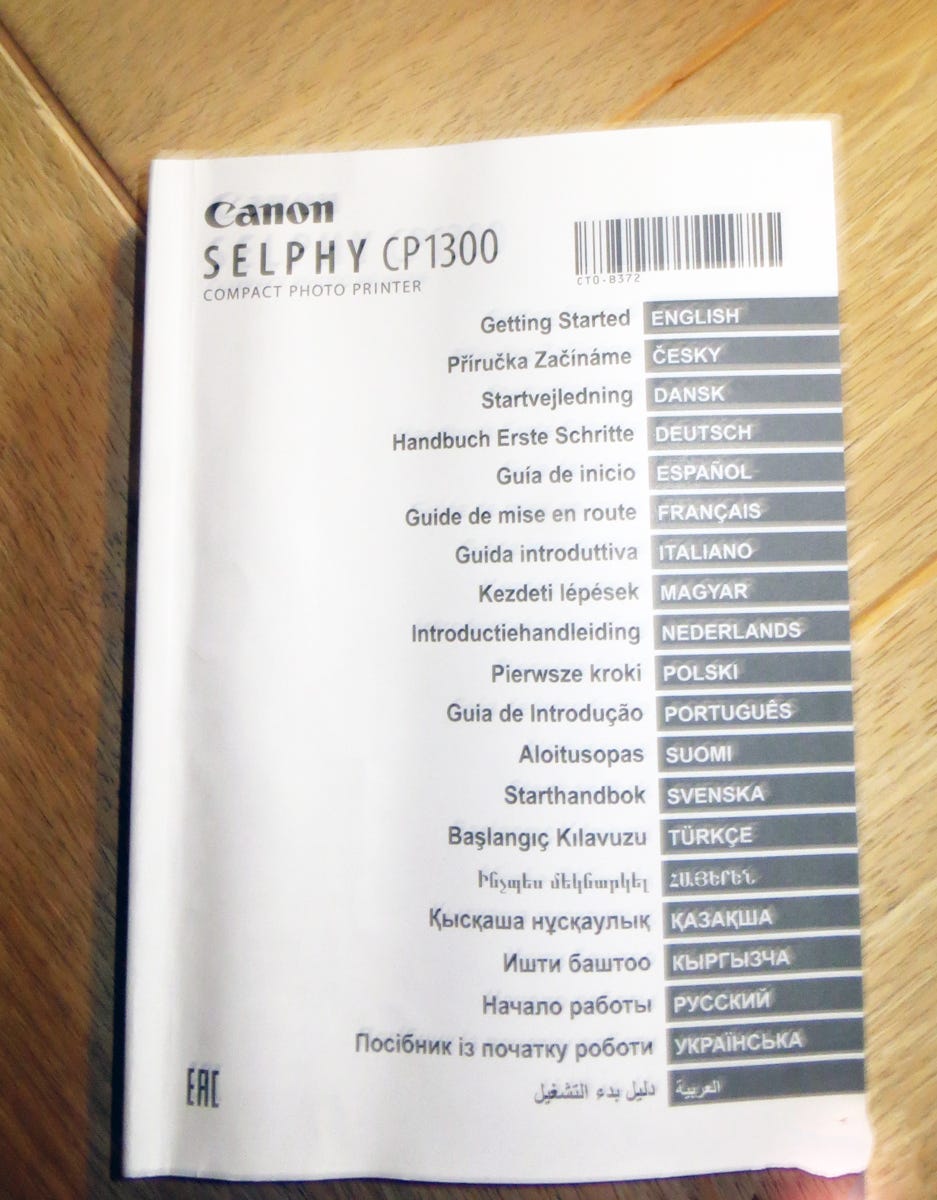 Canon
SELPHY CP1300
COMPACT PHOTO PRINTER
CT0-B372
Getting Started ENGLISH
Příručka Začínáme ČESKY
Startvejledning DANSK
Handbuch Erste Schritte DEUTSCH
Guía de inicio ESPAÑOL
Guide de mise en route FRANÇAIS
Guida introduttiva ITALIANO
Kezdeti lépések MAGYAR
Introductiehandleiding NEDERLANDS
Pierwsze kroki POLSKI
Guia de Introdução PORTUGUÊS
Aloitusopas SUOMI
Starthandbok SVENSKA
Başlangıç Kılavuzu TÜRKÇE
Ինչպես մեկնարկել ՀԱՅԵՐԵՆ
Қысқаша нұсқаулық ҚАЗАҚША
Ишти баштоо КЫРГЫЗЧА
Начало работы РУССКИЙ
Посібник із початку роботи УКРАЇНСЬКА
دليل بدء التشغيل العربية
EAC